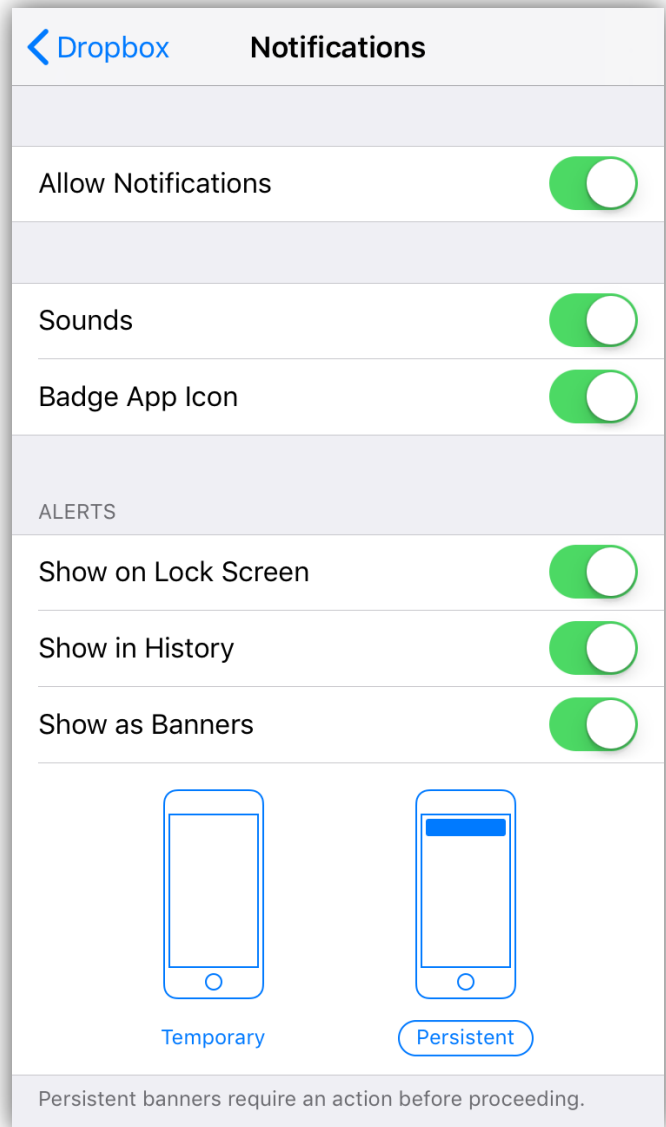 Dropbox Notifications
Allow Notifications
Sounds
Badge App Icon
ALERTS
Show on Lock Screen
Show in History
Show as Banners
Temporary Persistent
Persistent banners require an action before proceeding.